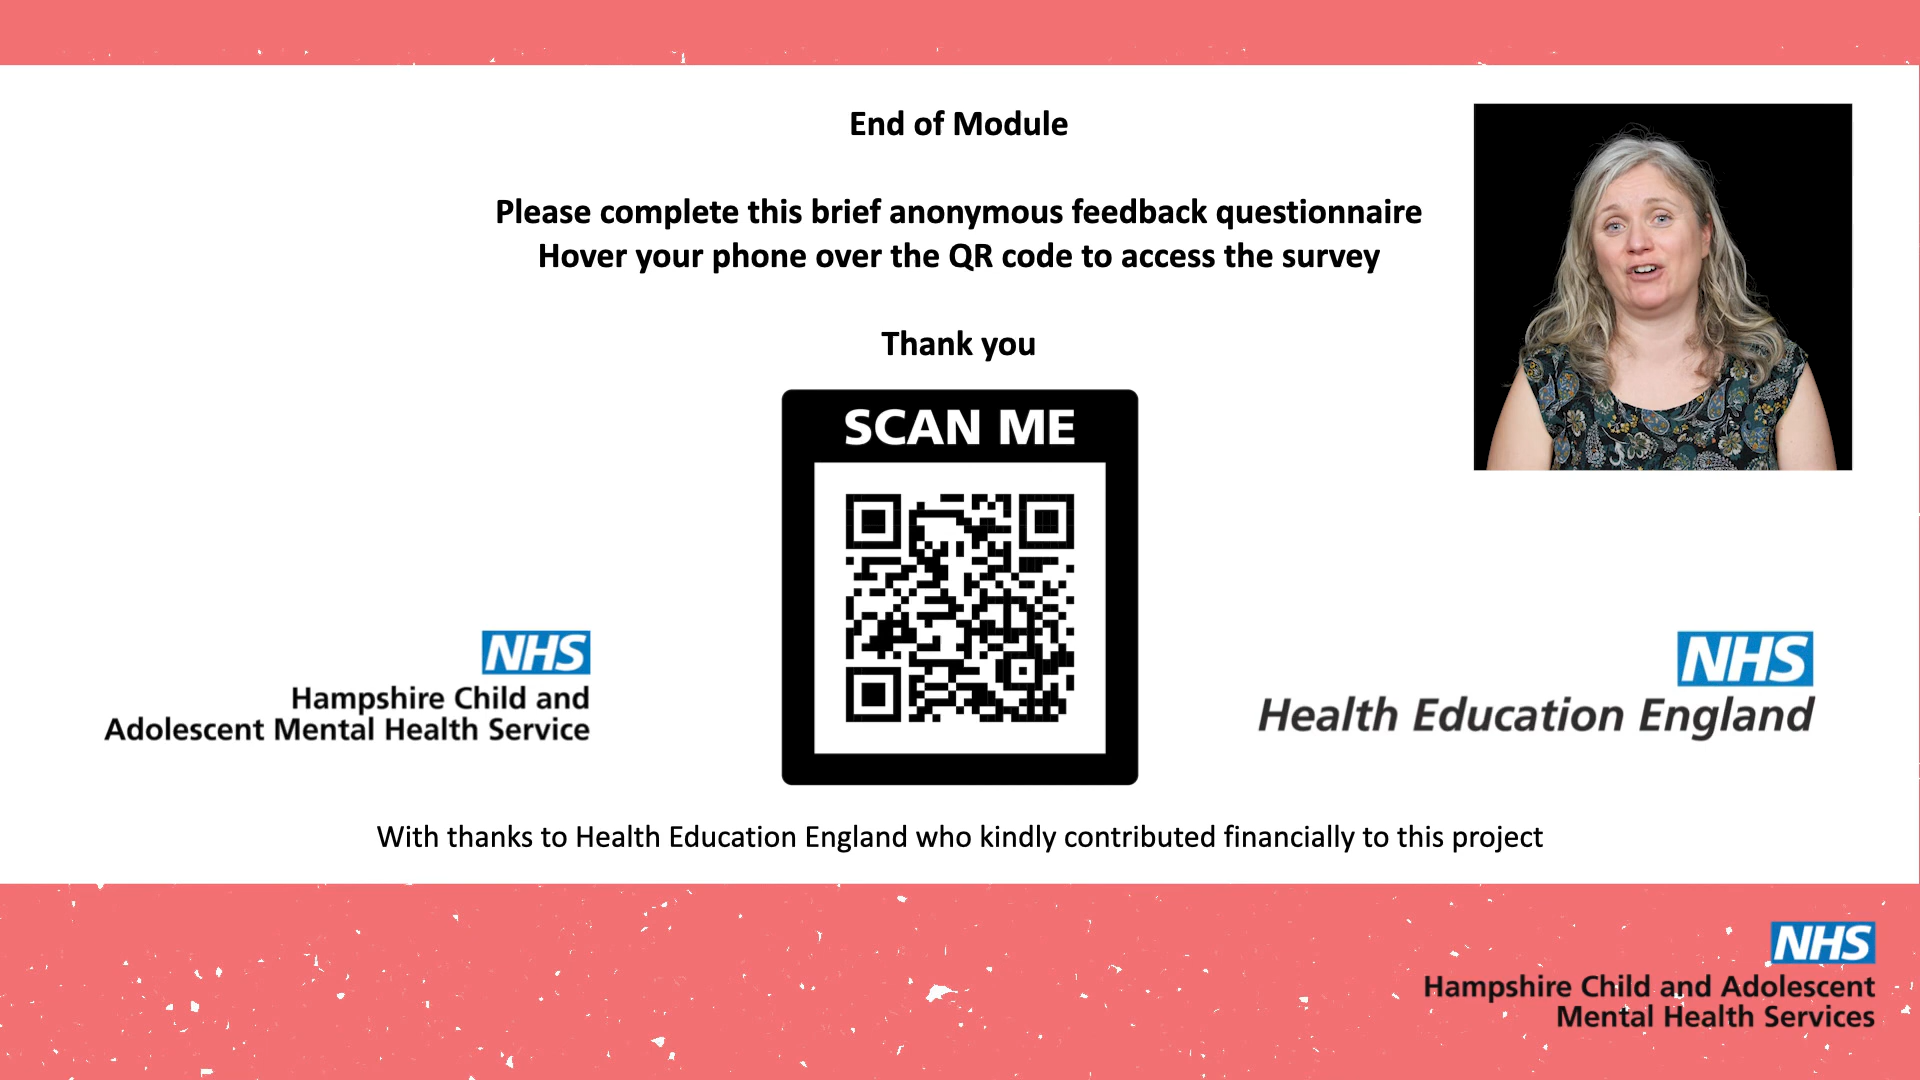 End of Module
Please complete this brief anonymous feedback questionnaire
Hover your phone over the QR code to access the survey
Thank you
SCAN ME
NHS
Hampshire Child and
Adolescent Mental Health Service
NHS
Health Education England
With thanks to Health Education England who kindly contributed financially to this project
NHS
Hampshire Child and Adolescent
Mental Health Services